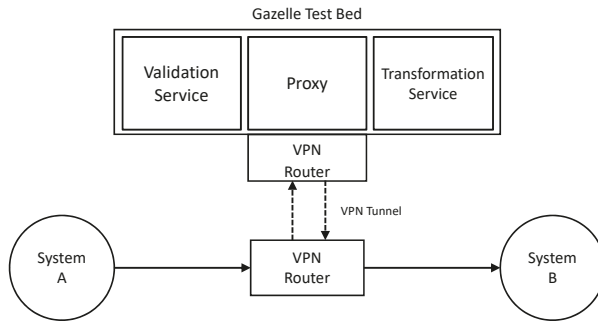 Gazelle Test Bed
Validation
Service
Proxy
Transformation
Service
VPN
Router
VPN Tunnel
System
A
VPN
Router
System
B